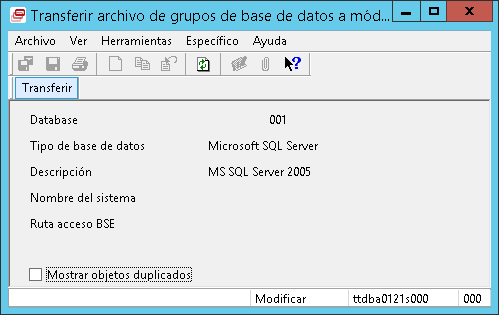 Transferir archivo de grupos de base de datos a mód...
Archivo Ver Herramientas Específico Ayuda
Transferir
Database 001
Tipo de base de datos Microsoft SQL Server
Descripción MS SQL Server 2005
Nombre del sistema
Ruta acceso BSE
Mostrar objetos duplicados
Modificar ttdba0121s000 000